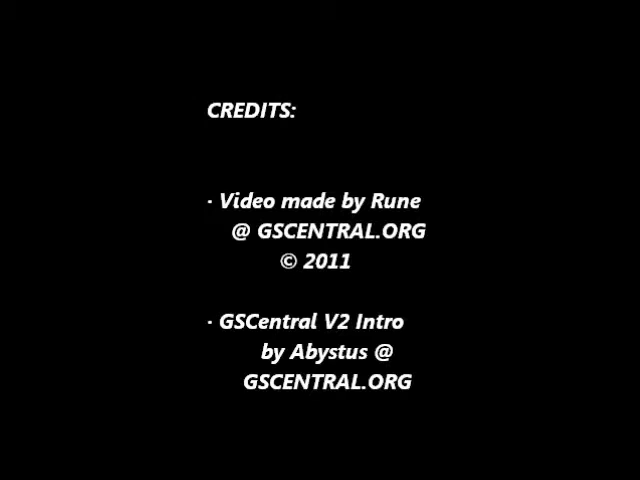 CREDITS:
· Video made by Rune
@ GSCENTRAL.ORG
© 2011
· GSCentral V2 Intro
by Abystus @
GSCENTRAL.ORG